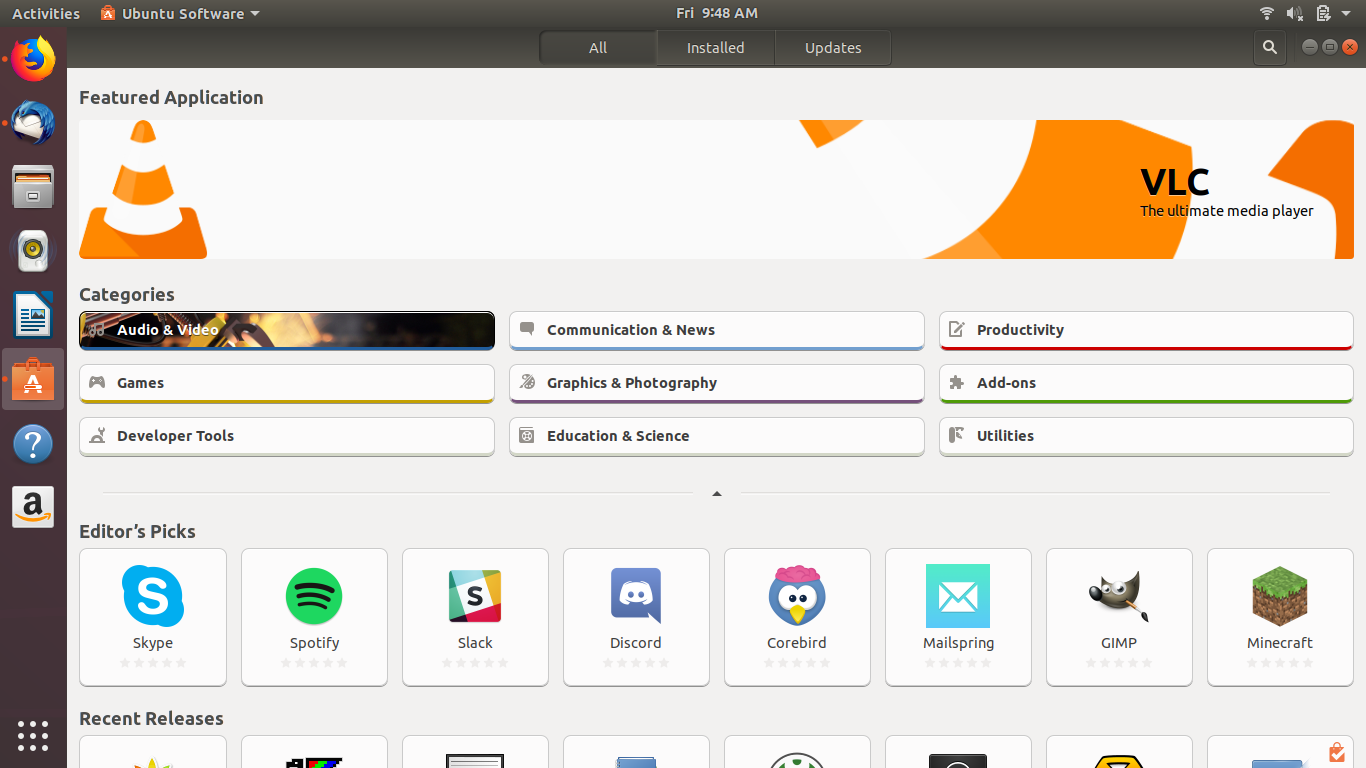 Activities
Ubuntu Software
Fri 9:48 AM
All
Installed
Updates
Featured Application
VLC
The ultimate media player
Categories
Audio & Video
Communication & News
Productivity
Games
Graphics & Photography
Add-ons
Developer Tools
Education & Science
Utilities
Editor’s Picks
Skype
Spotify
Slack
Discord
Corebird
Mailspring
GIMP
Minecraft
Recent Releases